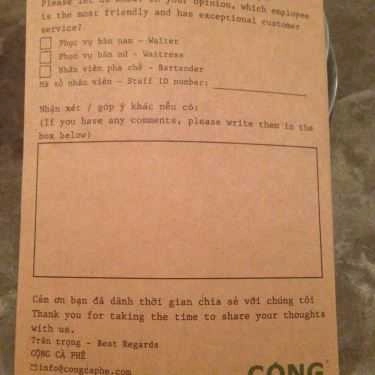 Please let us know, in your opinion, which employee
is the most friendly and has exceptional customer
service?
Phục vụ bàn nam - Waiter
Phục vụ bàn nữ - Waitress
Nhân viên pha chế - Bartender
Mã số nhân viên - Staff ID number:
Nhận xét / góp ý khác nếu có:
(If you have any comments, please write them in the
box below)
Cảm ơn bạn đã dành thời gian chia sẻ với chúng tôi
Thank you for taking the time to share your thoughts
with us.
Trân trọng - Best Regards
CỘNG CÀ PHÊ
info@congcaphe.com
CỘNG